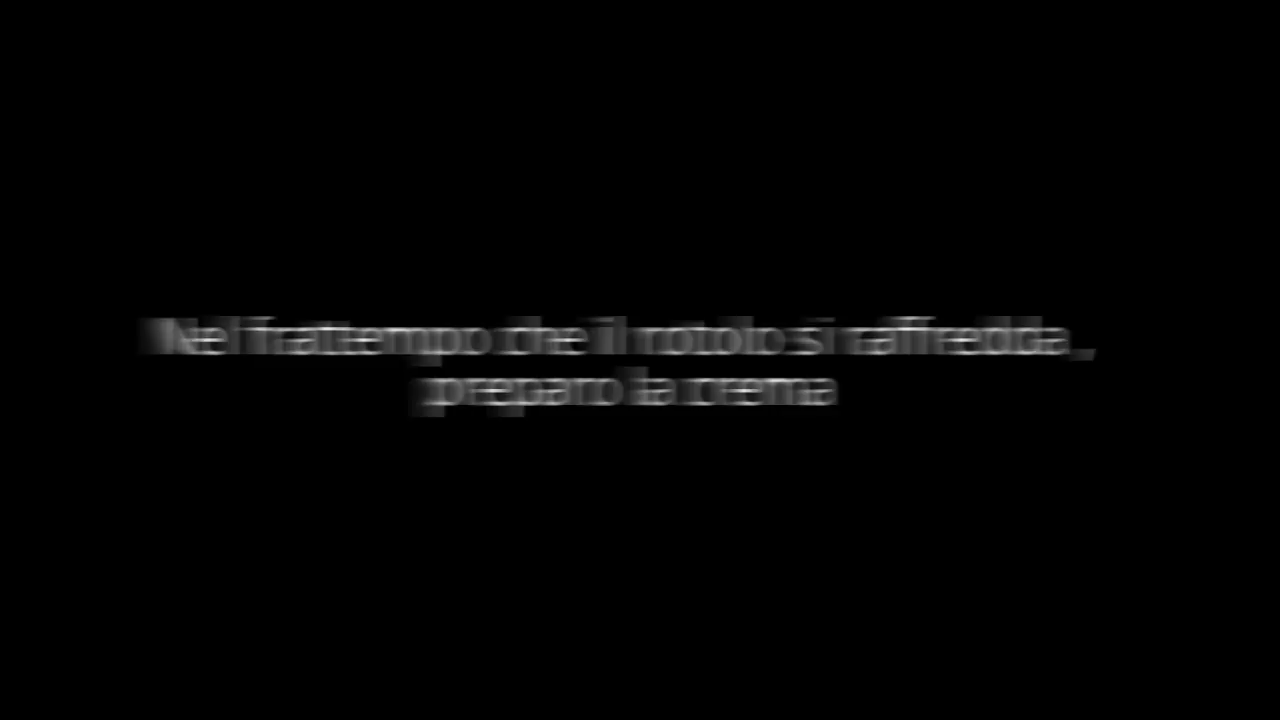 Nel frattempo che il rotolo si raffredda,
preparo la crema